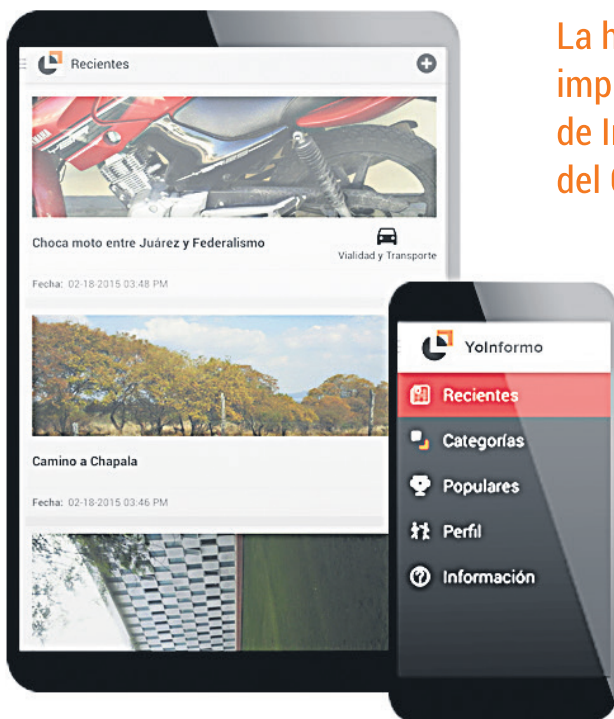 Recientes
Choca moto entre Juárez y Federalismo
Vialidad y Transporte
Fecha: 02-18-2015 03:48 PM
Camino a Chapala
Fecha: 02-18-2015 03:46 PM
YoInformo
Recientes
Categorías
Populares
Perfil
Información
La
de
del